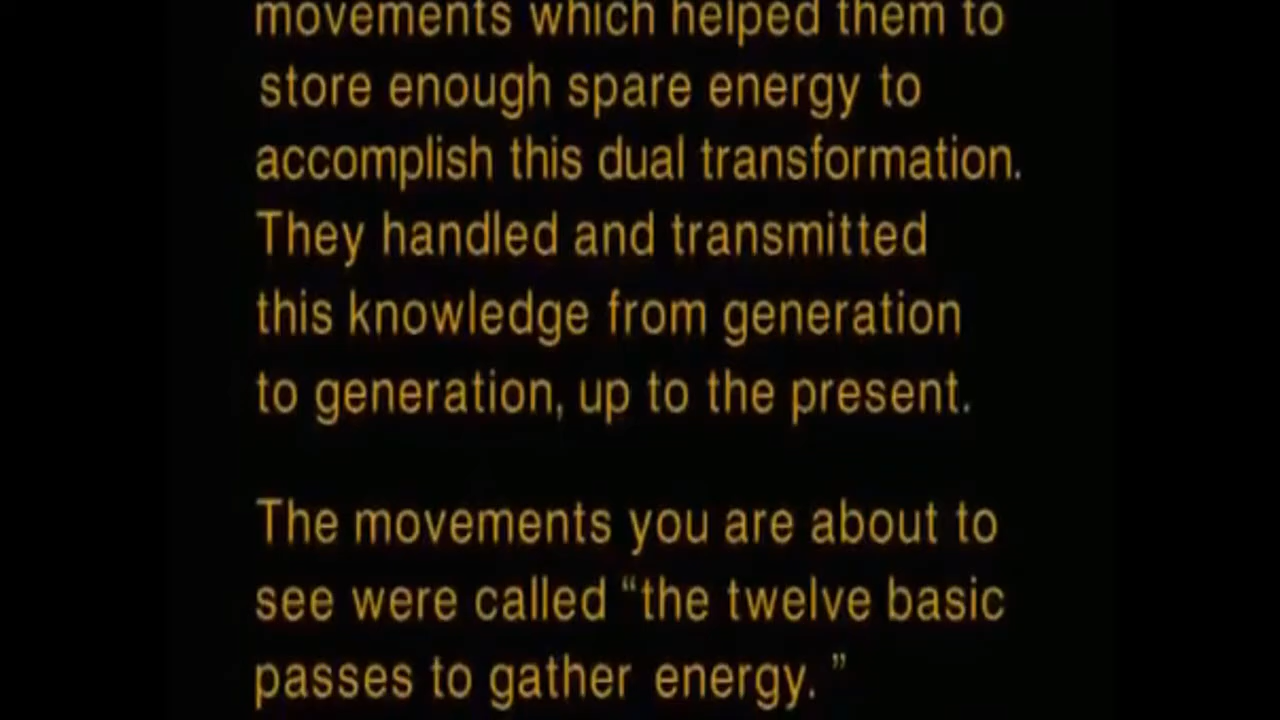 movements which helped them to
store enough spare energy to
accomplish this dual transformation.
They handled and transmitted
this knowledge from generation
to generation, up to the present.
The movements you are about to
see were called “the twelve basic
passes to gather energy. ”